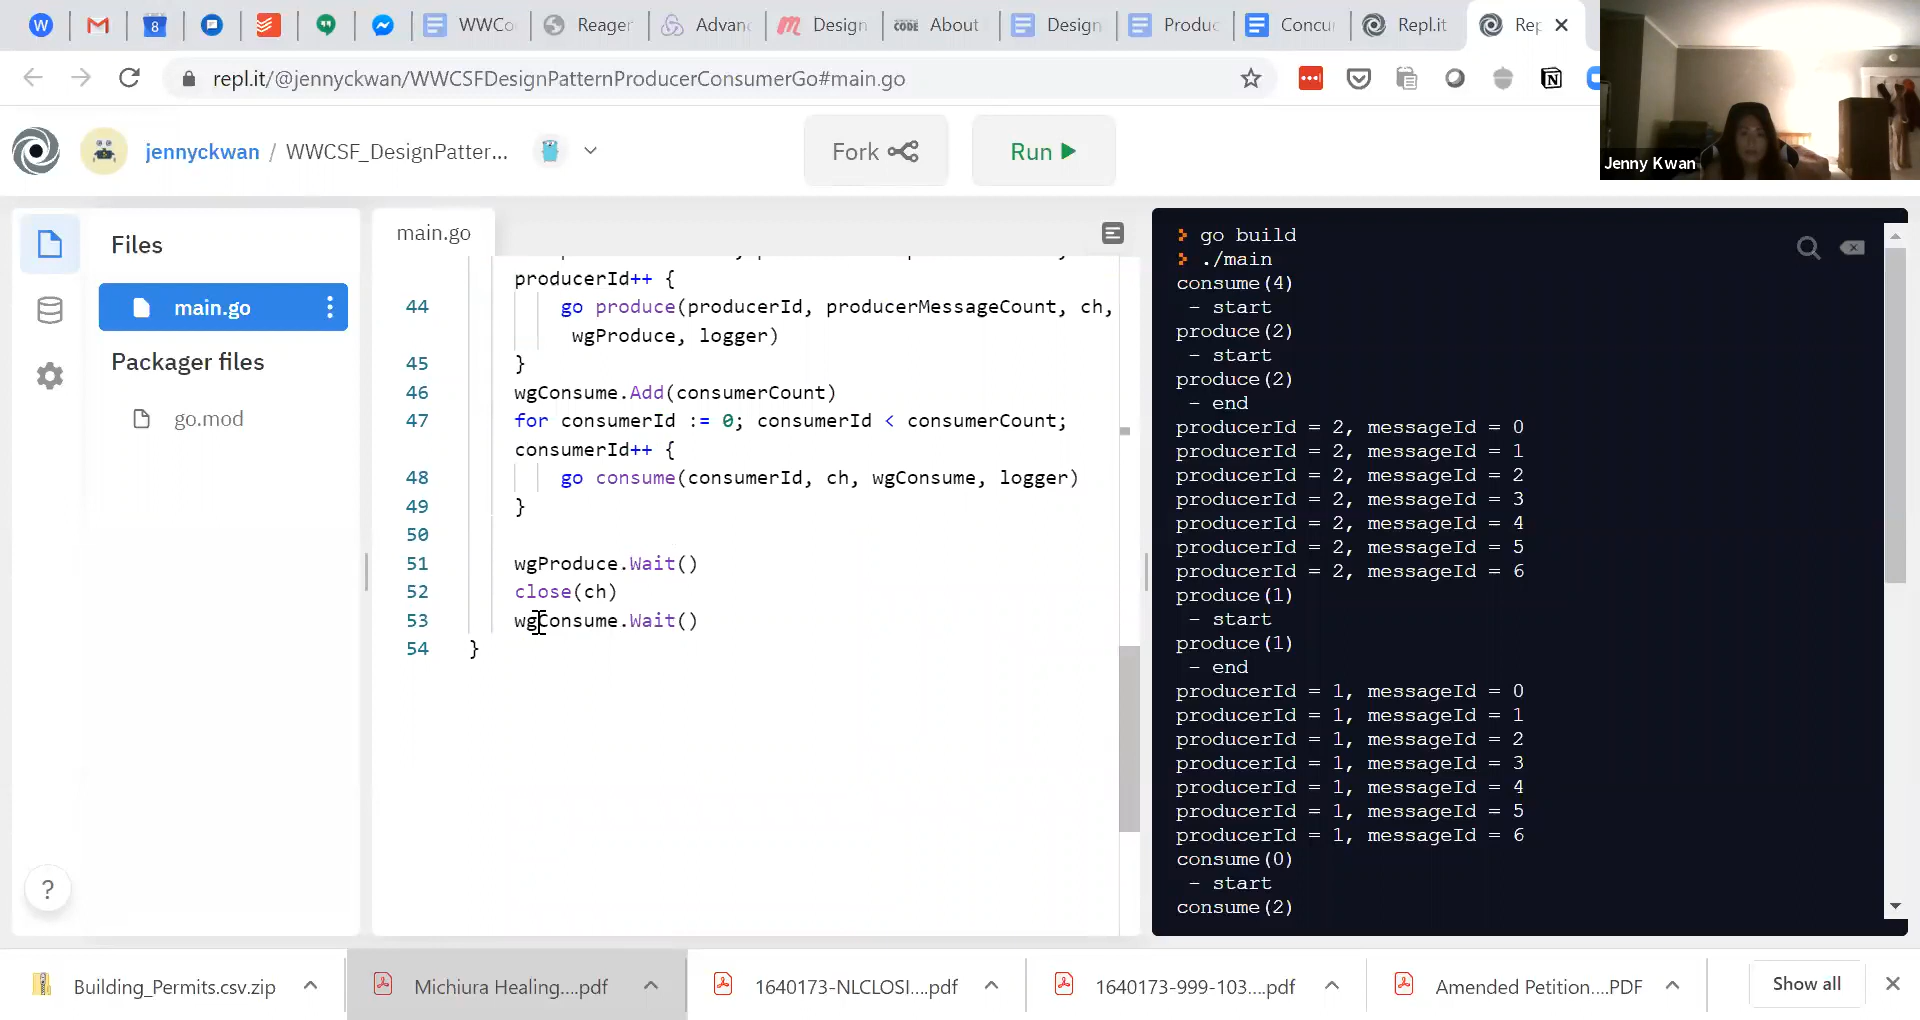 WWCo
Reager
Advan
Design
CODE
About
Design
Produc
Concur
Repl.it
Rep
repl.it/@jennyckwan/WWCSFDesignPatternProducerConsumerGo#main.go
Jenny Kwan
jennyckwan / WWCSF_DesignPatter...
Fork
Run
Files
main.go
Packager files
go.mod
main.go
producerId++ {
44 go produce(producerId, producerMessageCount, ch,
wgProduce, logger)
45 }
46 wgConsume.Add(consumerCount)
47 for consumerId := 0; consumerId < consumerCount;
consumerId++ {
48 go consume(consumerId, ch, wgConsume, logger)
49 }
50
51 wgProduce.Wait()
52 close(ch)
53 wgConsume.Wait()
54 }
go build
./main
consume(4)
- start
produce(2)
- start
produce(2)
- end
producerId = 2, messageId = 0
producerId = 2, messageId = 1
producerId = 2, messageId = 2
producerId = 2, messageId = 3
producerId = 2, messageId = 4
producerId = 2, messageId = 5
producerId = 2, messageId = 6
produce(1)
- start
produce(1)
- end
producerId = 1, messageId = 0
producerId = 1, messageId = 1
producerId = 1, messageId = 2
producerId = 1, messageId = 3
producerId = 1, messageId = 4
producerId = 1, messageId = 5
producerId = 1, messageId = 6
consume(0)
- start
consume(2)
?
Building_Permits.csv.zip
Michiura Healing....pdf
1640173-NLCLOSI....pdf
1640173-999-103....pdf
Amended Petition....PDF
Show all